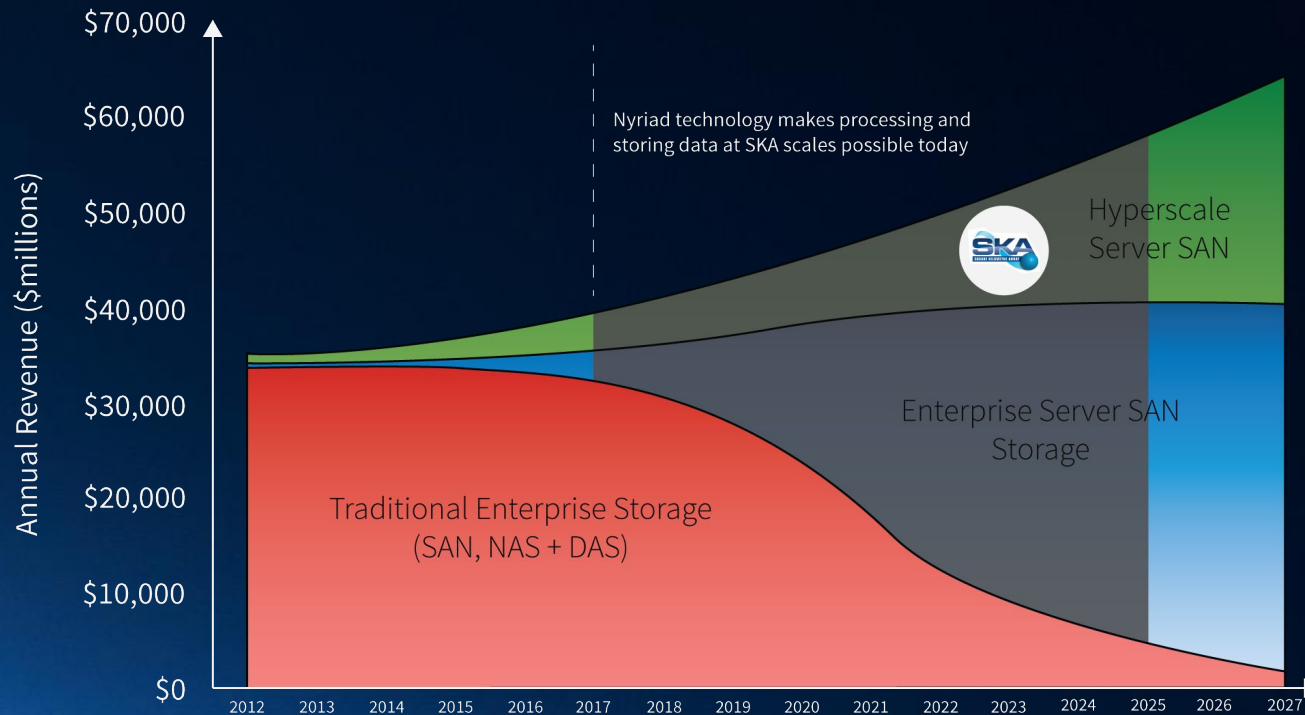 $70,000
$60,000
$50,000
$40,000
$30,000
$20,000
$10,000
$0
Annual Revenue ($millions)
Nyriad technology makes processing and
storing data at SKA scales possible today
SKA
Hyperscale
Server SAN
Enterprise Server SAN
Storage
Traditional Enterprise Storage
(SAN, NAS + DAS)
2012 2013 2014 2015 2016 2017 2018 2019 2020 2021 2022 2023 2024 2025 2026 2027